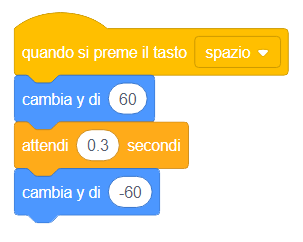 quando si preme il tasto spazio
cambia y di 60
attendi 0.3 secondi
cambia y di -60